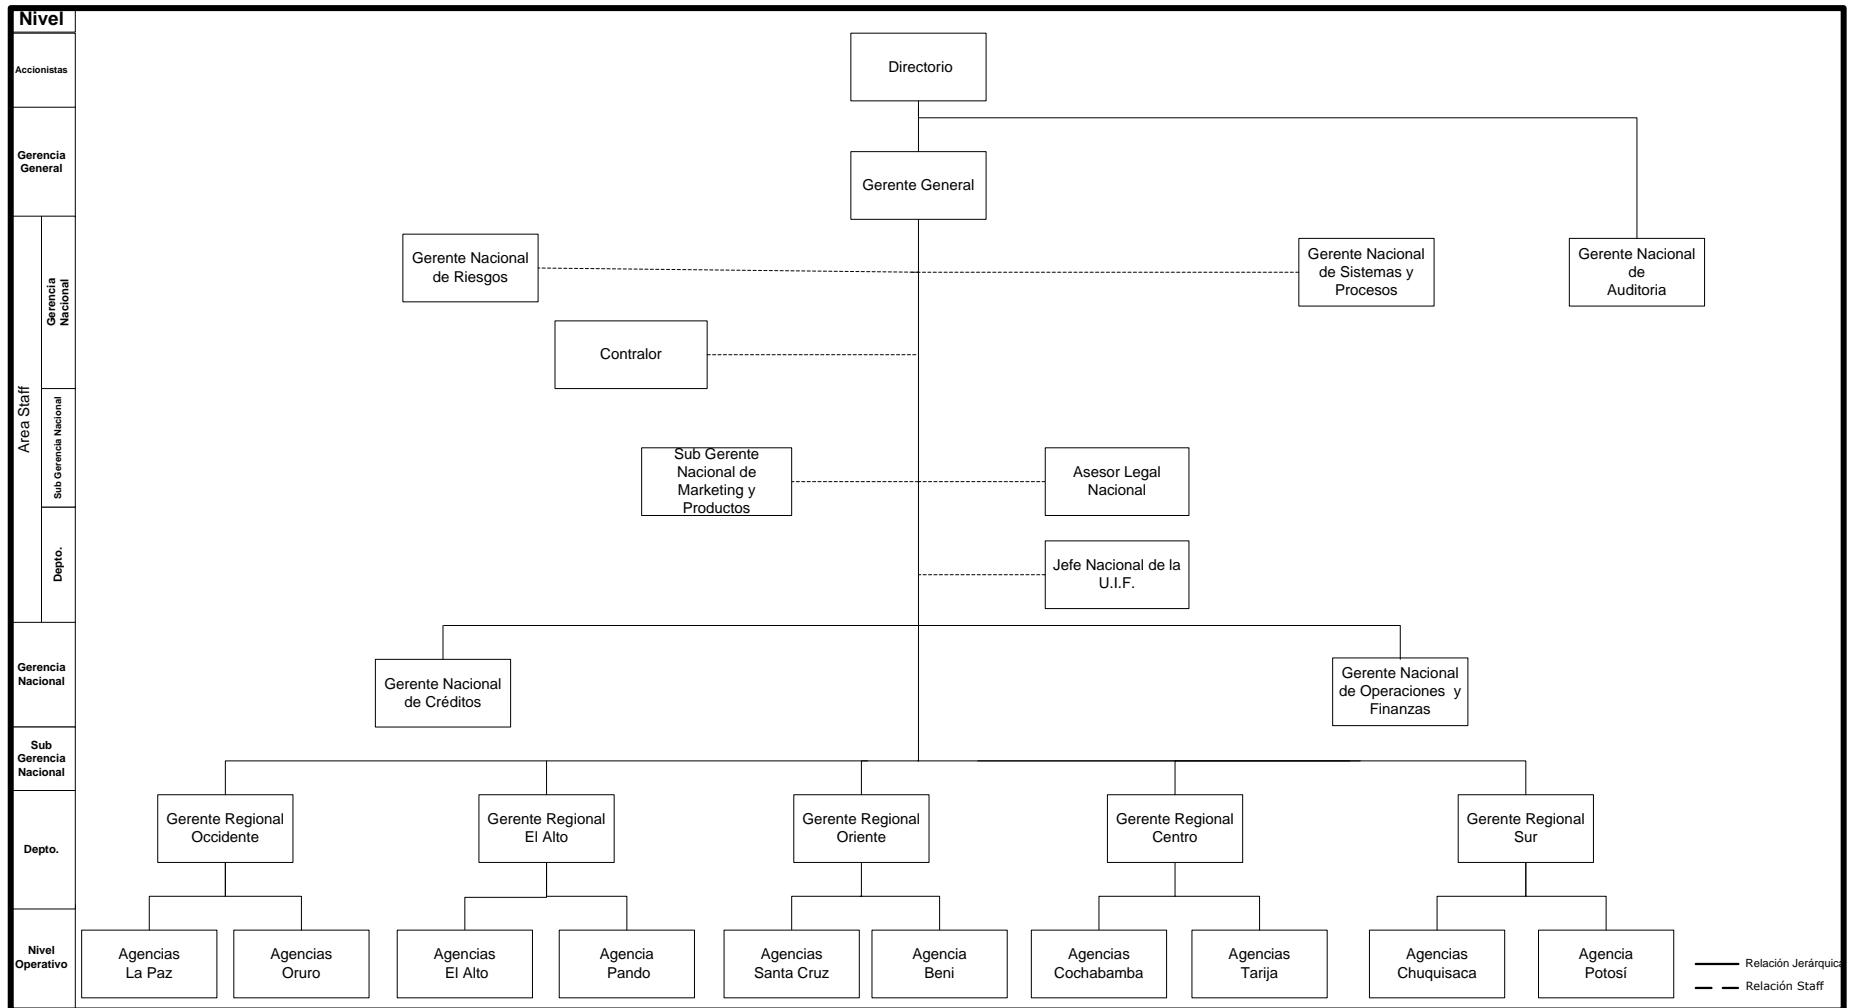 Nivel
Accionistas
Directorio
Gerencia
General
Gerente General
Area Staff
Gerencia
Nacional
Gerente Nacional
de Riesgos
Gerente Nacional
de Sistemas y
Procesos
Gerente Nacional
de
Auditoria
Contralor
Sub Gerencia Nacional
Sub Gerente
Nacional de
Marketing y
Productos
Asesor Legal
Nacional
Depto.
Jefe Nacional de la
U.I.F.
Gerencia
Nacional
Gerente Nacional
de Créditos
Gerente Nacional
de Operaciones y
Finanzas
Sub
Gerencia
Nacional
Depto.
Gerente Regional
Occidente
Gerente Regional
El Alto
Gerente Regional
Oriente
Gerente Regional
Centro
Gerente Regional
Sur
Nivel
Operativo
Agencias
La Paz
Agencias
Oruro
Agencias
El Alto
Agencia
Pando
Agencias
Santa Cruz
Agencia
Beni
Agencias
Cochabamba
Agencias
Tarija
Agencias
Chuquisaca
Agencia
Potosí
Relación Jerárquica
Relación Staff